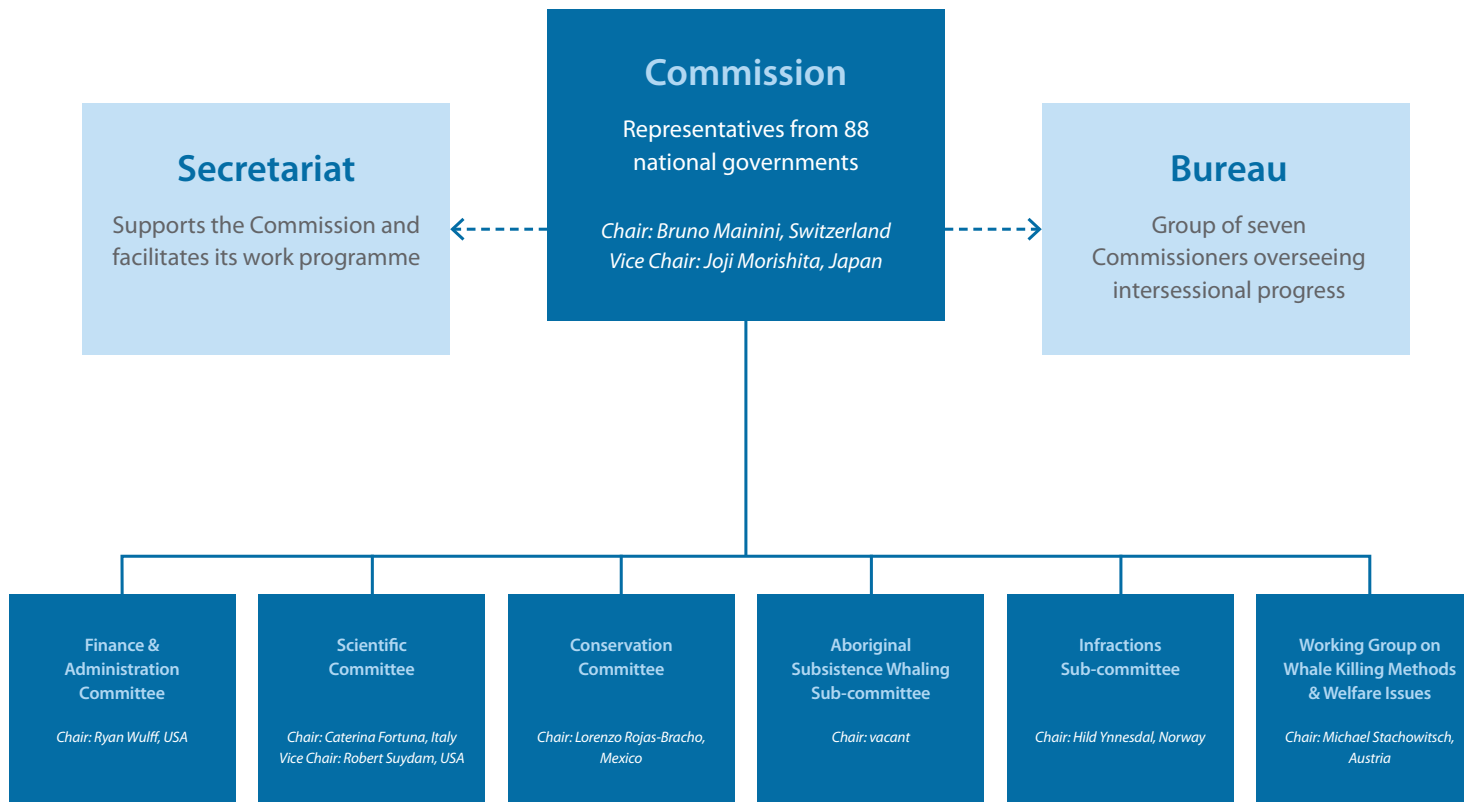 Commission
Representatives from 88
national governments
Chair: Bruno Mainini, Switzerland
Vice Chair: Joji Morishita, Japan
Secretariat
Supports the Commission and
facilitates its work programme
Bureau
Group of seven
Commissioners overseeing
intersessional progress
Finance &
Administration
Committee
Chair: Ryan Wulff, USA
Scientific
Committee
Chair: Caterina Fortuna, Italy
Vice Chair: Robert Suydam, USA
Conservation
Committee
Chair: Lorenzo Rojas-Bracho,
Mexico
Aboriginal
Subsistence Whaling
Sub-committee
Chair: vacant
Infractions
Sub-committee
Chair: Hild Ynnesdal, Norway
Working Group on
Whale Killing Methods
& Welfare Issues
Chair: Michael Stachowitsch,
Austria